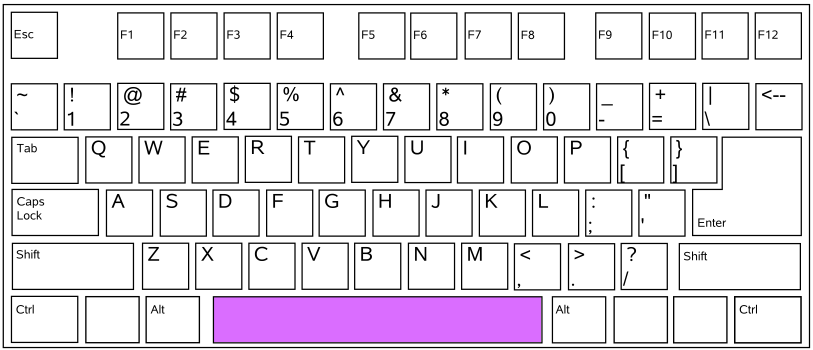 Esc F1 F2 F3 F4 F5 F6 F7 F8 F9 F10 F11 F12
~ ! @ # $ % ^ & * ( ) _ + | <--
` 1 2 3 4 5 6 7 8 9 0 - = \
Tab Q W E R T Y U I O P { }
[ ]
Caps A S D F G H J K L : "
Lock ; '
Enter
Shift Z X C V B N M < > ? Shift
, . /
Ctrl Alt Alt Ctrl